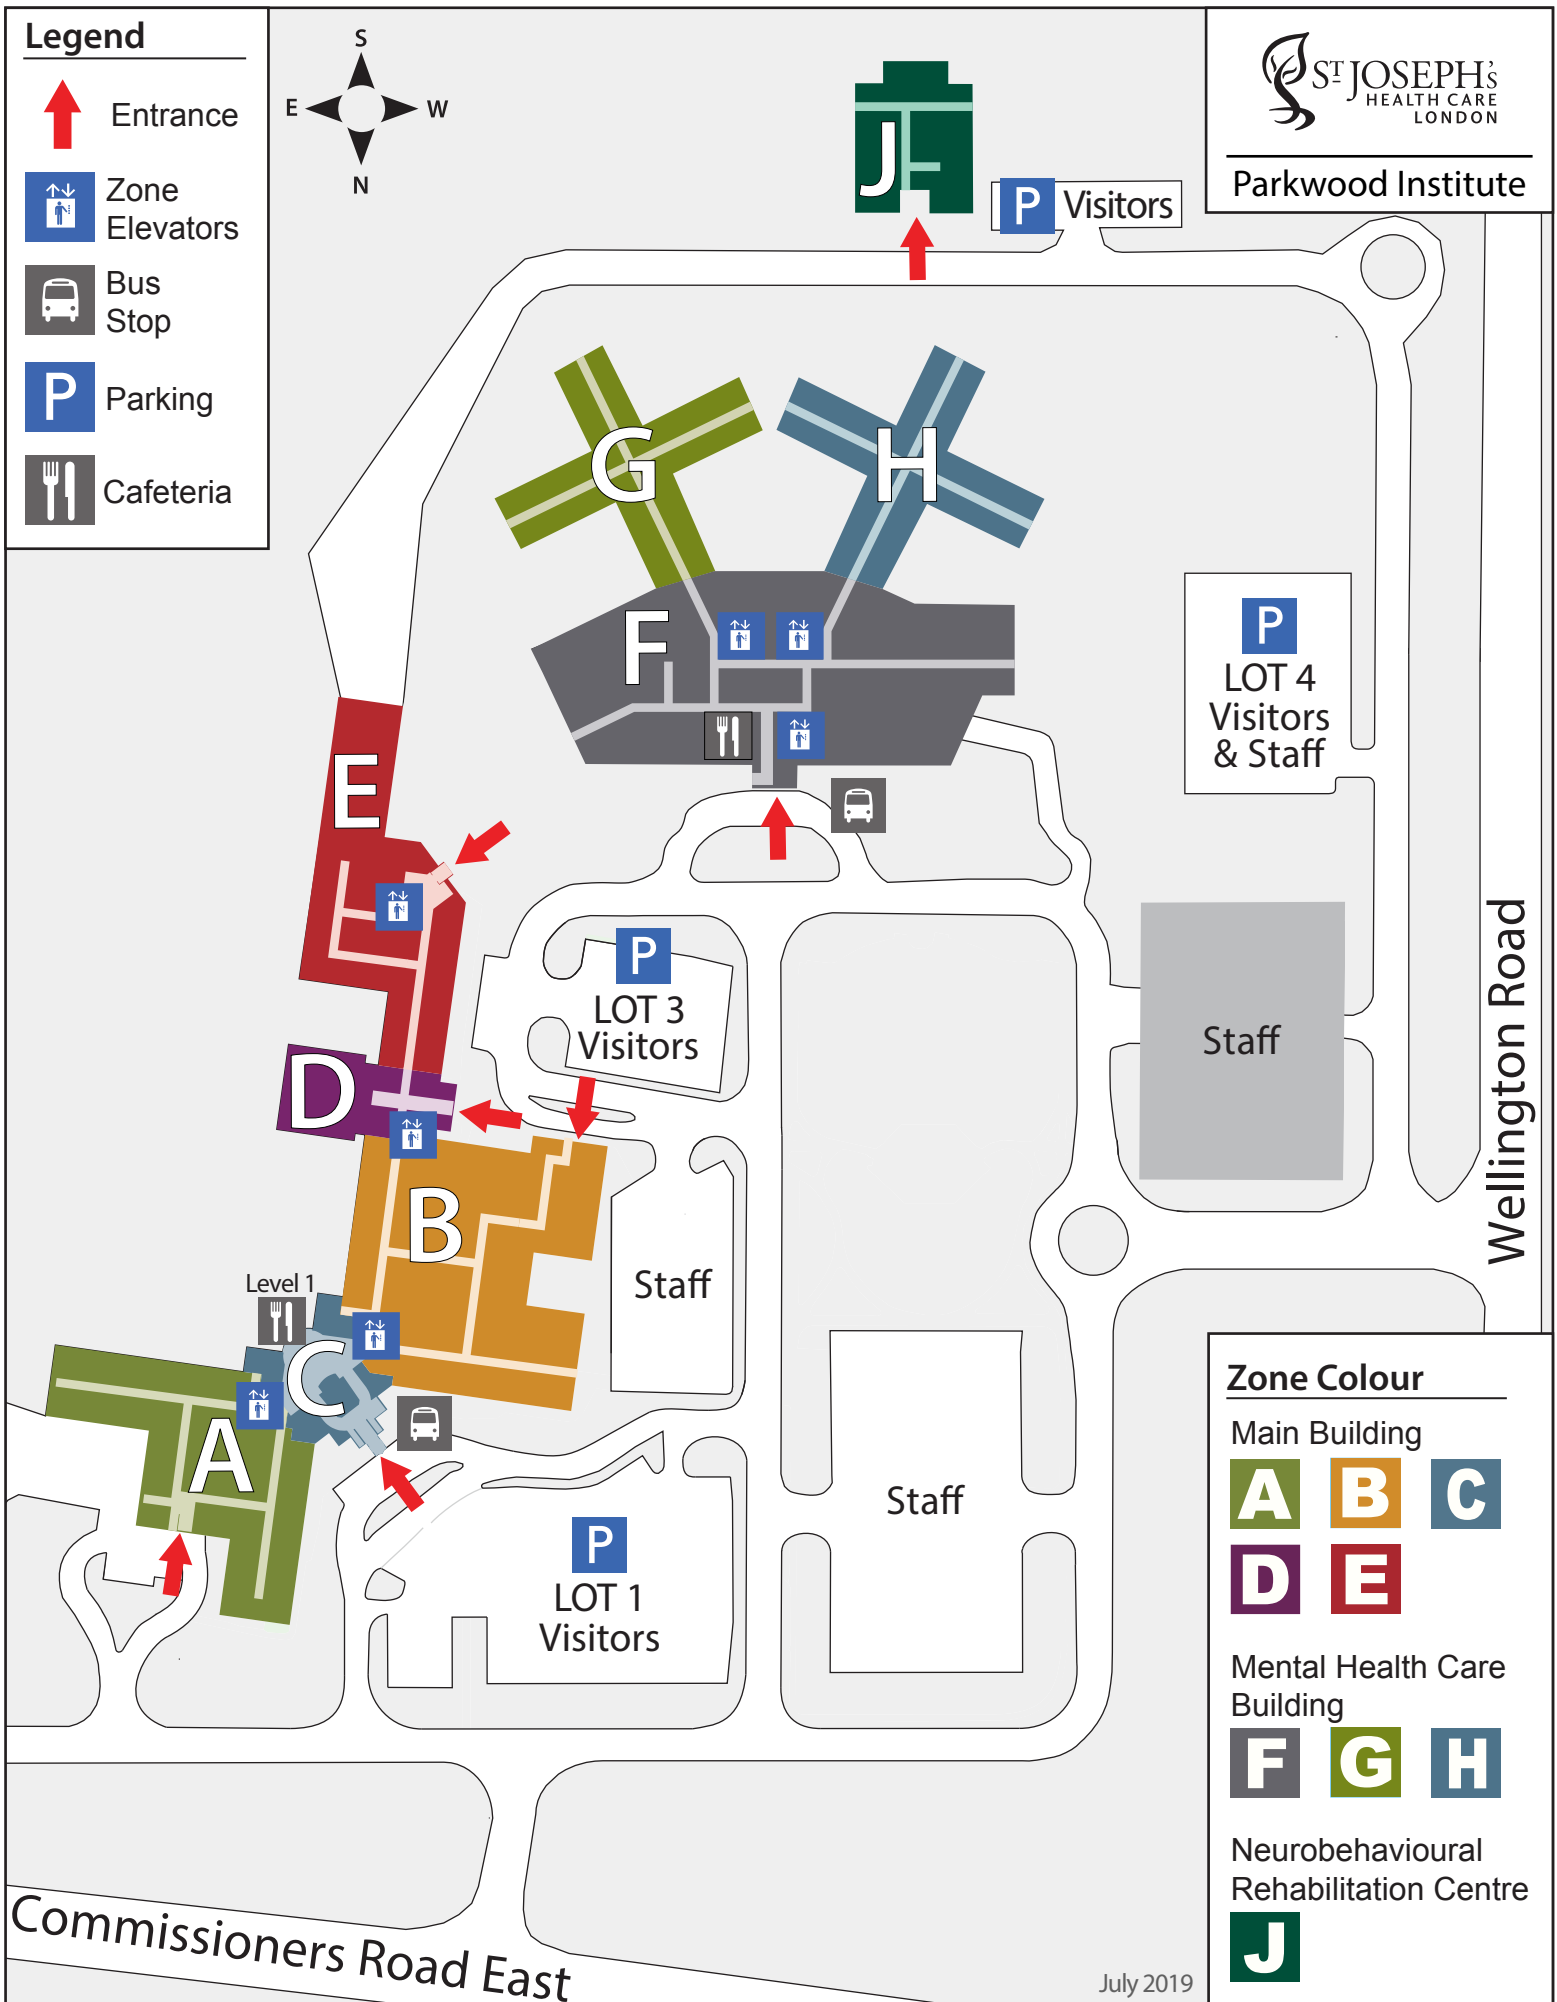 Legend
Entrance
Zone
Elevators
Bus
Stop
P
Parking
Cafeteria
S
E
W
N
ST JOSEPH'S
HEALTH CARE
LONDON
Parkwood Institute
J
P Visitors
G
H
F
P
LOT 4
Visitors
& Staff
E
P
LOT 3
Visitors
Staff
Wellington Road
D
B
Staff
Level 1
C
A
Staff
P
LOT 1
Visitors
Commissioners Road East
July 2019
Zone Colour
Main Building
A B C
D E
Mental Health Care
Building
F G H
Neurobehavioural
Rehabilitation Centre
J